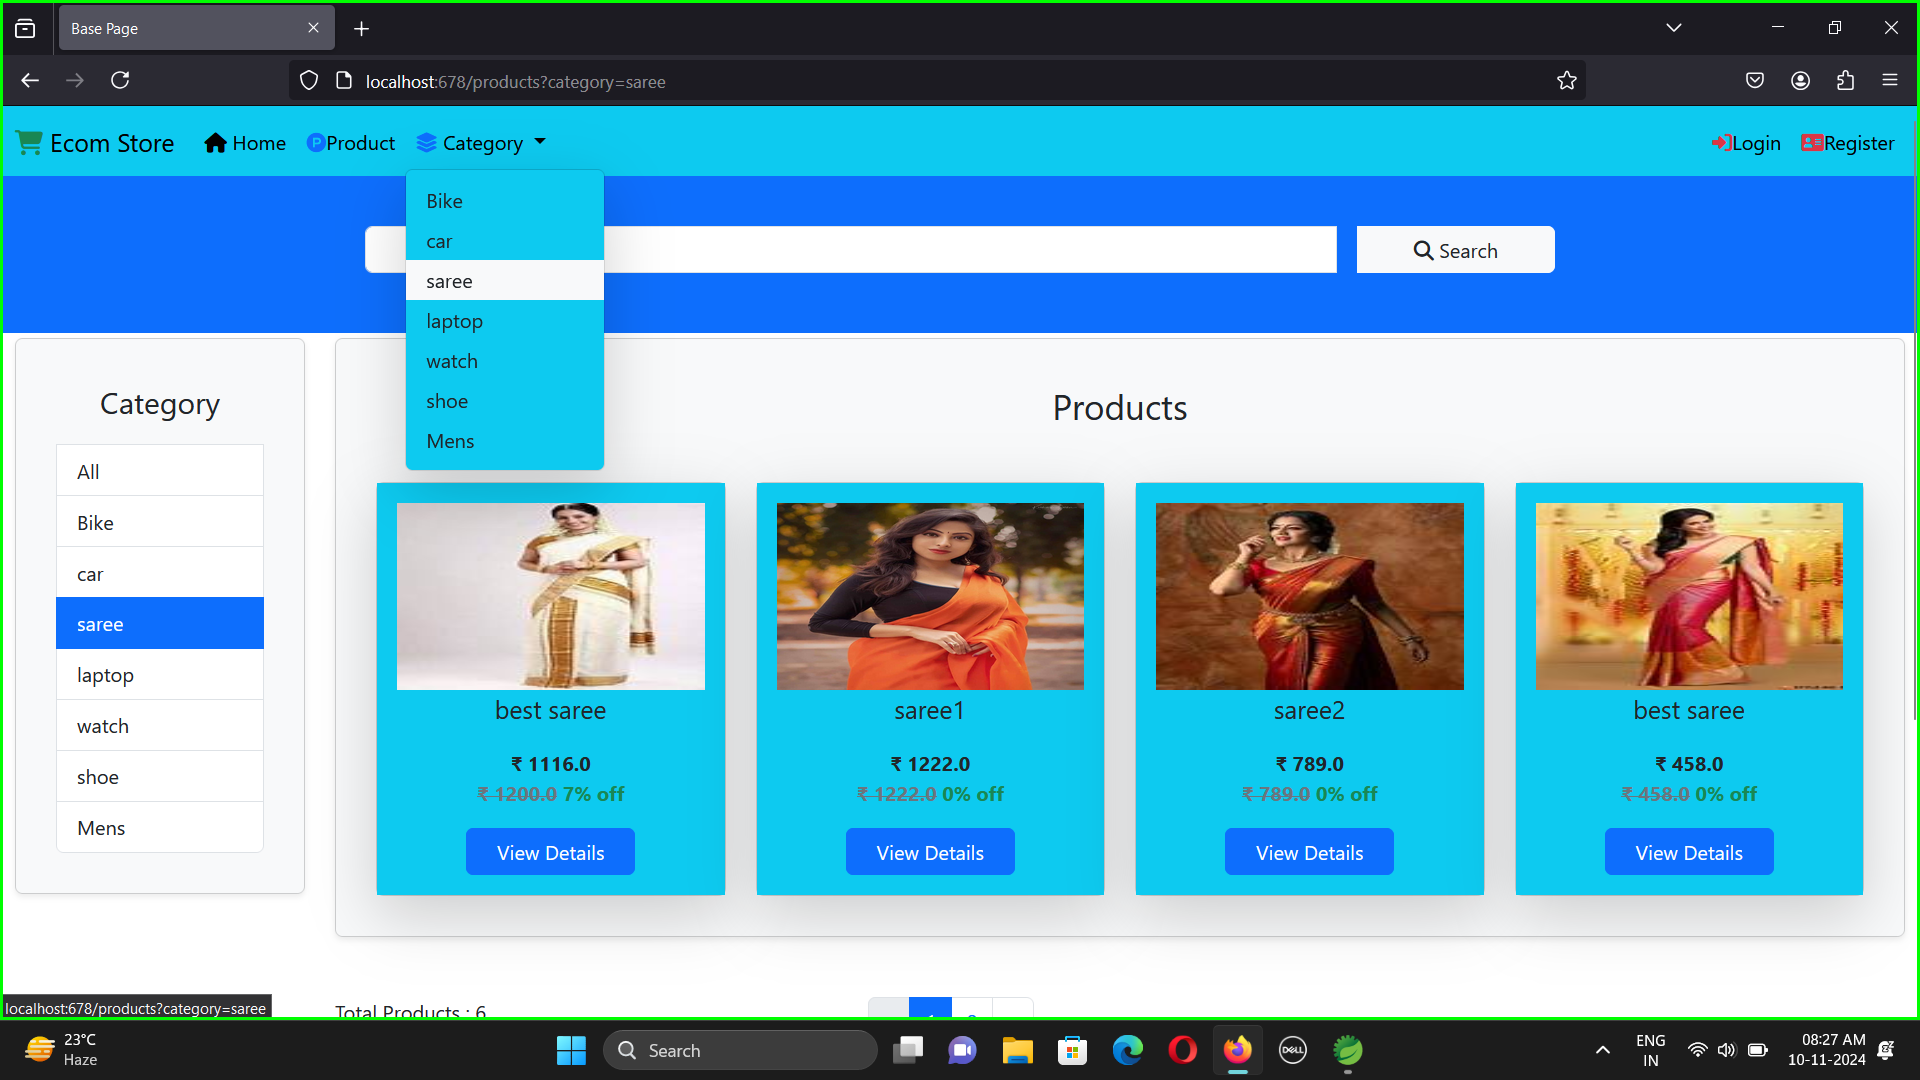 Base Page
localhost:678/products?category=saree
Ecom Store
Home
Product
Category
Login
Register
Bike
car
saree
laptop
watch
shoe
Mens
Search
Category
All
Bike
car
saree
laptop
watch
shoe
Mens
Products
best saree
₹ 1116.0
₹ 1200.0 7% off
View Details
saree1
₹ 1222.0
₹ 1222.0 0% off
View Details
saree2
₹ 789.0
₹ 789.0 0% off
View Details
best saree
₹ 458.0
₹ 458.0 0% off
View Details
Total Products : 6
localhost:678/products?category=saree
23°C
Haze
Search
DELL
ENG
IN
08:27 AM
10-11-2024